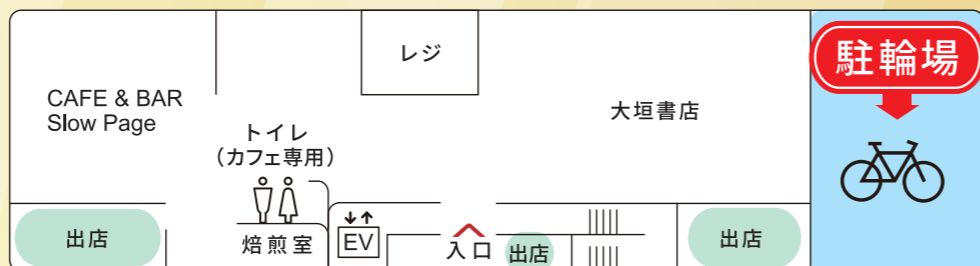 レジ
駐輪場
CAFE & BAR
Slow Page
大垣書店
トイレ
（カフェ専用）
出店
焙煎室
EV
入口
出店
出店